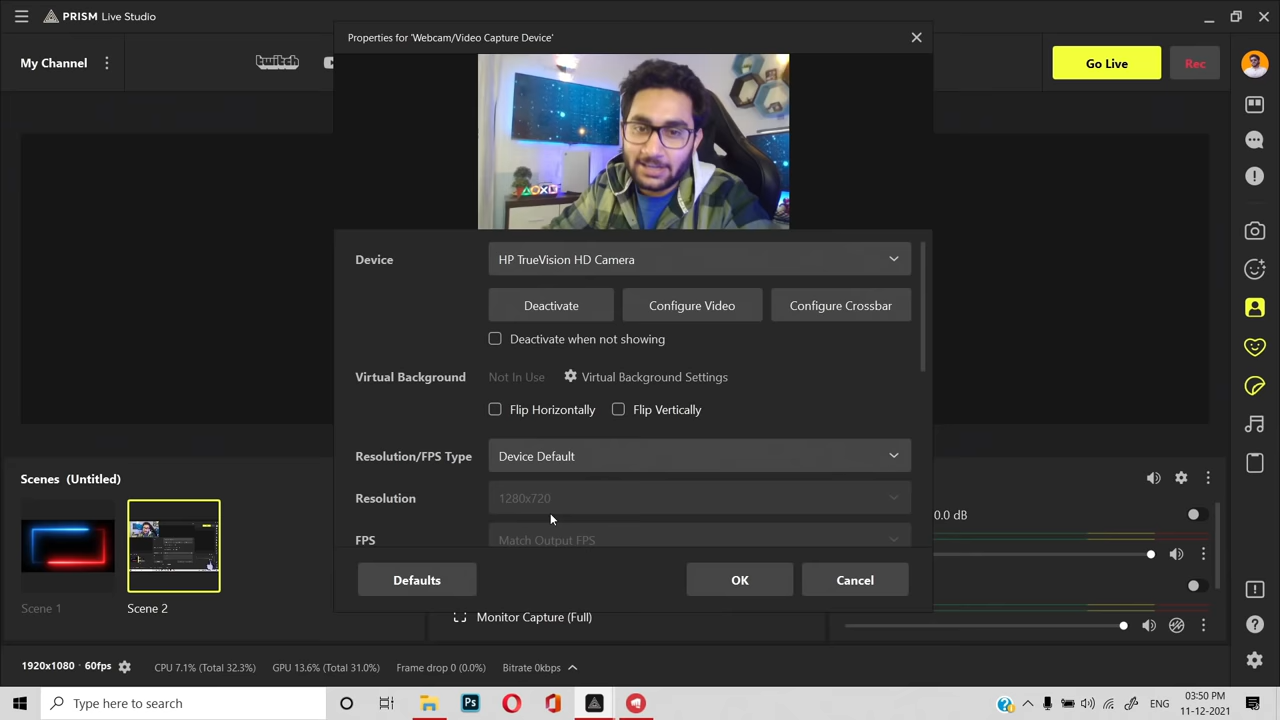 PRISM Live Studio
Properties for 'Webcam/Video Capture Device'
My Channel
twitch
Go Live
Rec
Device
HP TrueVision HD Camera
Deactivate
Configure Video
Configure Crossbar
Deactivate when not showing
Virtual Background
Not In Use
Virtual Background Settings
Flip Horizontally
Flip Vertically
Resolution/FPS Type
Device Default
Resolution
1280x720
FPS
Match Output FPS
Defaults
OK
Cancel
Scenes (Untitled)
Scene 1
Scene 2
Monitor Capture (Full)
0.0 dB
1920x1080 · 60fps
CPU 7.1% (Total 32.3%)
GPU 13.6% (Total 31.0%)
Frame drop 0 (0.0%)
Bitrate 0kbps
Type here to search
Ps
ENG
03:50 PM
11-12-2021